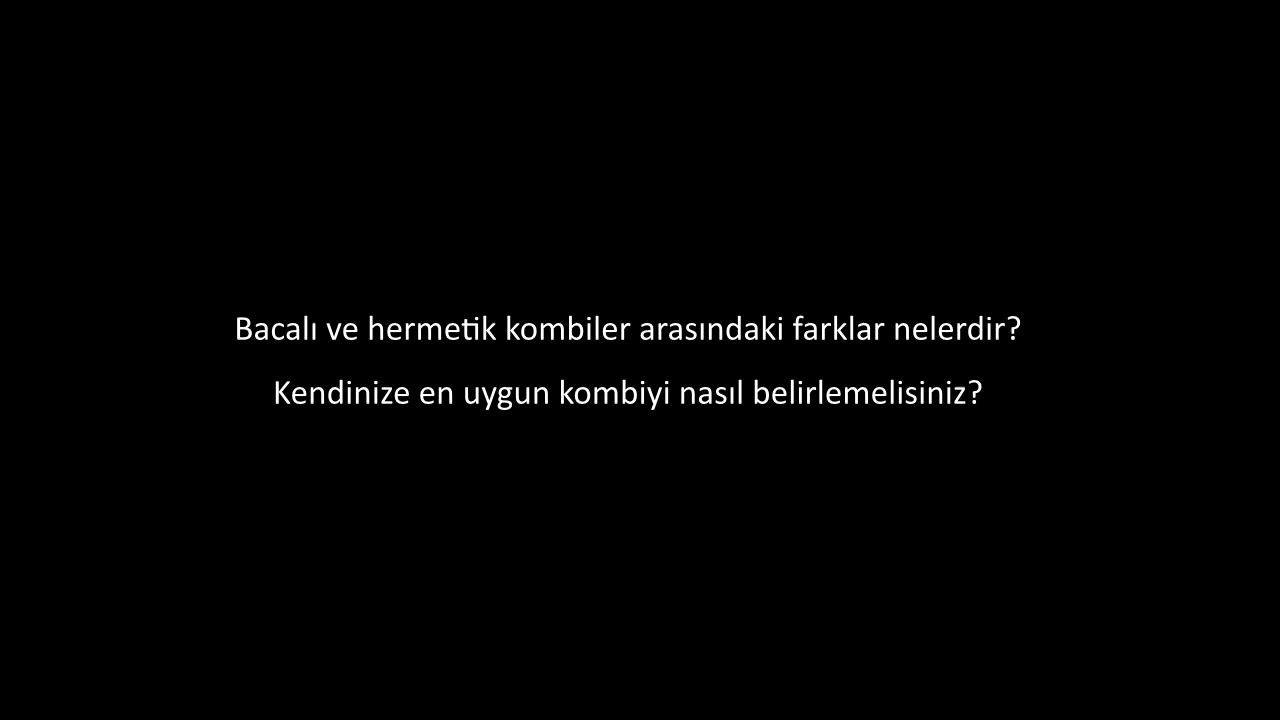 Bacalı ve hermetik kombiler arasındaki farklar nelerdir?
Kendinize en uygun kombiyi nasıl belirlemelisiniz?